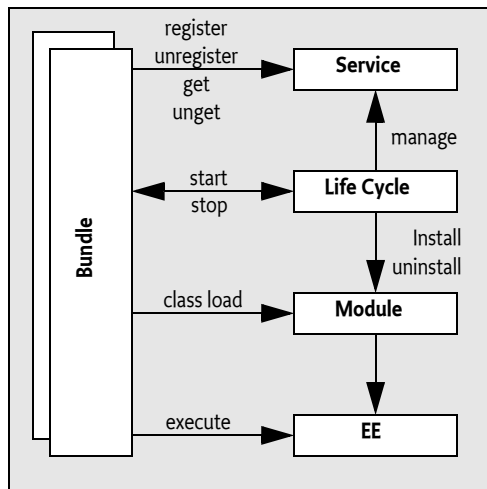 register
unregister
get
unget
Service
manage
start
stop
Life Cycle
Install
uninstall
Bundle
class load
Module
execute
EE